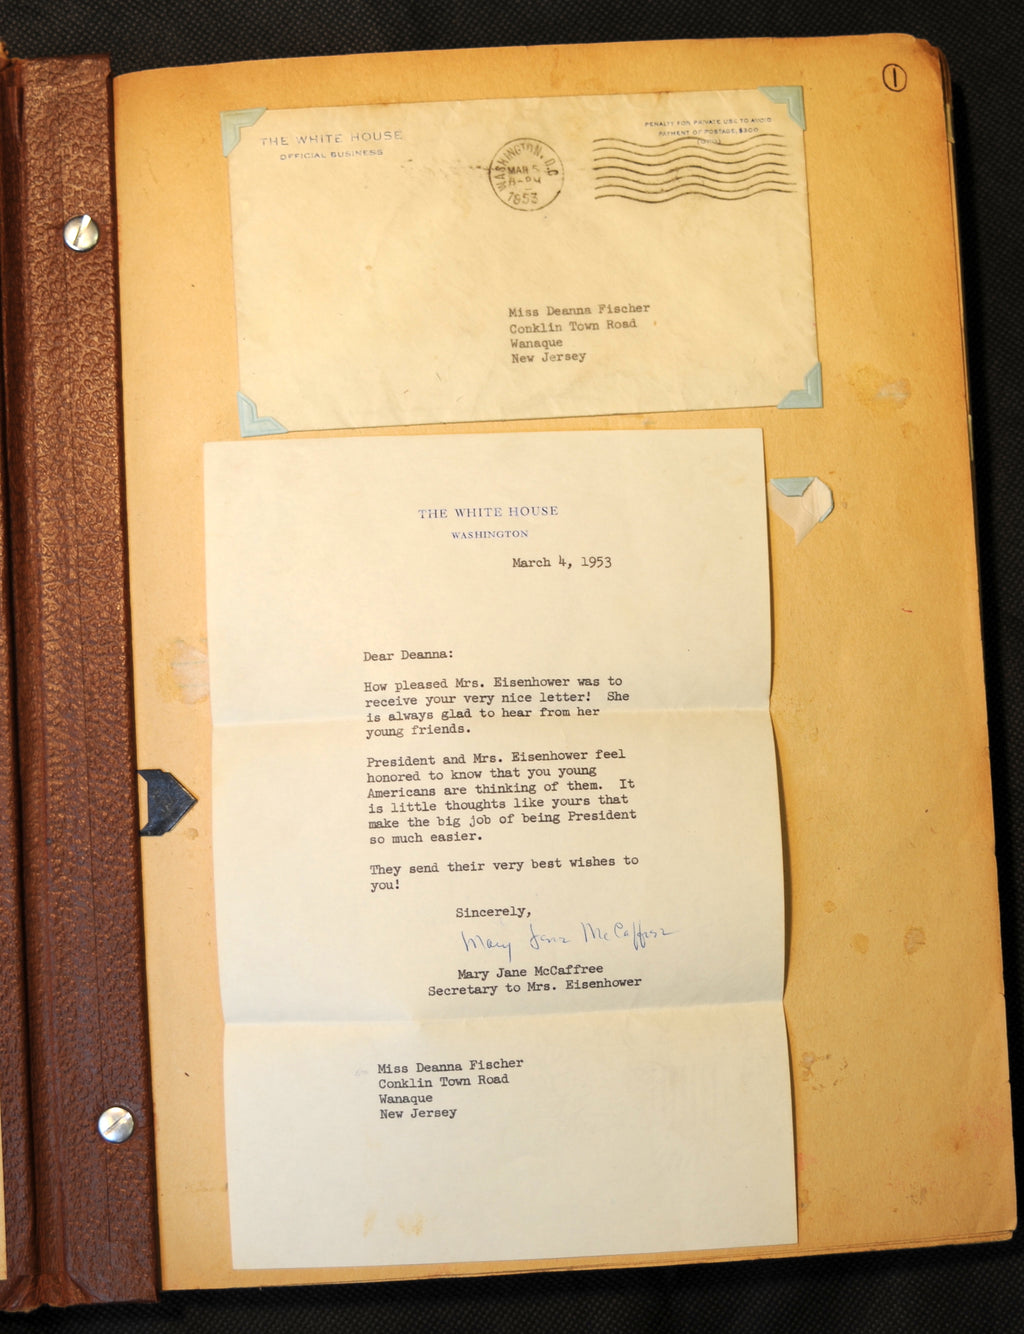 1
THE WHITE HOUSE
OFFICIAL BUSINESS
WASHINGTON, D.C.
MAR 5
8-PM
1953
PENALTY FOR PRIVATE USE TO AVOID
PAYMENT OF POSTAGE, $300
Miss Deanna Fischer
Conklin Town Road
Wanaque
New Jersey
THE WHITE HOUSE
WASHINGTON
March 4, 1953
Dear Deanna:
How pleased Mrs. Eisenhower was to
receive your very nice letter! She
is always glad to hear from her
young friends.
President and Mrs. Eisenhower feel
honored to know that you young
Americans are thinking of them. It
is little thoughts like yours that
make the big job of being President
so much easier.
They send their very best wishes to
you!
Sincerely,
Mary Jane McCaffree
Mary Jane McCaffree
Secretary to Mrs. Eisenhower
Miss Deanna Fischer
Conklin Town Road
Wanaque
New Jersey